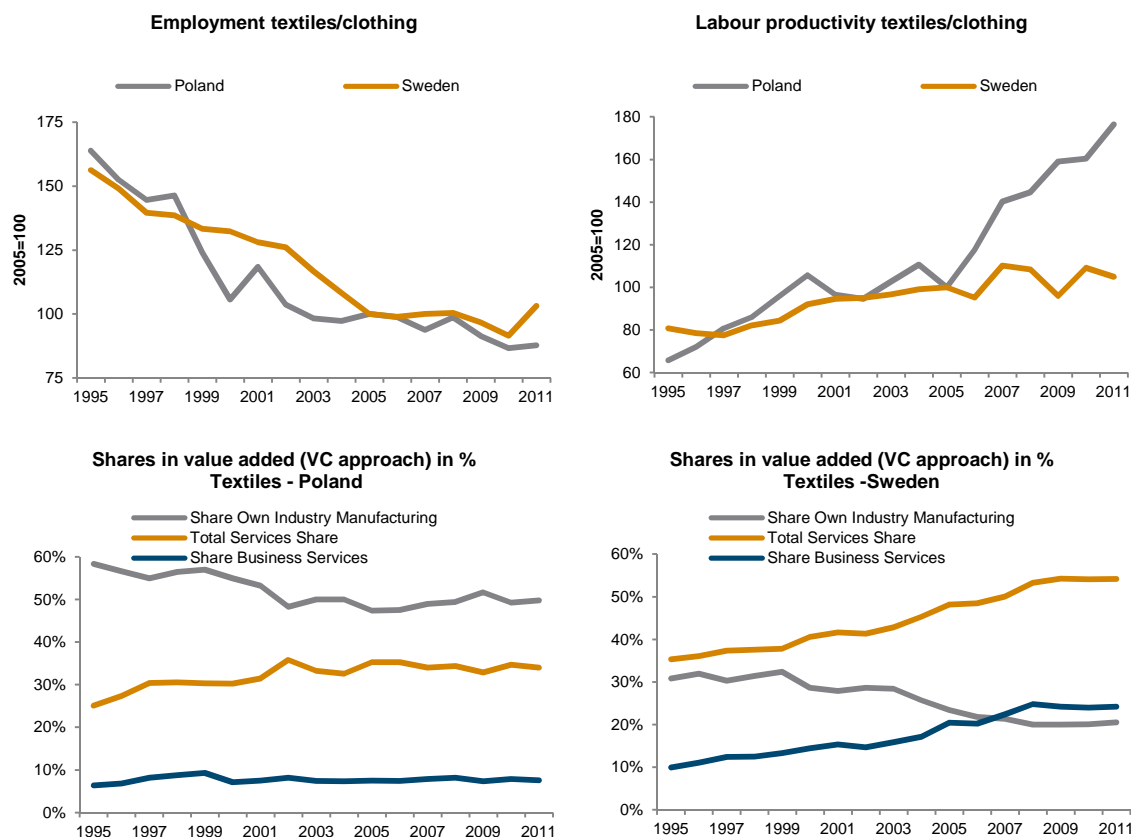 Employment textiles/clothing
Poland
Sweden
175
150
125
100
75
2005=100
1995 1997 1999 2001 2003 2005 2007 2009 2011
Labour productivity textiles/clothing
Poland
Sweden
180
160
140
120
100
80
60
2005=100
1995 1997 1999 2001 2003 2005 2007 2009 2011
Shares in value added (VC approach) in %
Textiles - Poland
Share Own Industry Manufacturing
Total Services Share
Share Business Services
60%
50%
40%
30%
20%
10%
0%
1995 1997 1999 2001 2003 2005 2007 2009 2011
Shares in value added (VC approach) in %
Textiles -Sweden
Share Own Industry Manufacturing
Total Services Share
Share Business Services
60%
50%
40%
30%
20%
10%
0%
1995 1997 1999 2001 2003 2005 2007 2009 2011